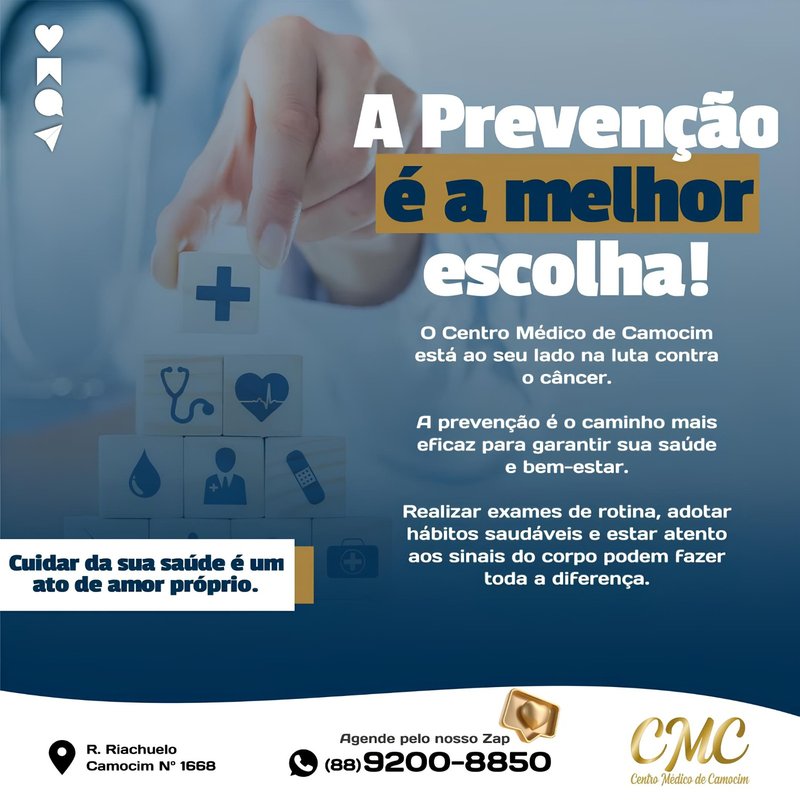 A Prevenção
é a melhor
escolha!
O Centro Médico de Camocim
está ao seu lado na luta contra
o câncer.
A prevenção é o caminho mais
eficaz para garantir sua saúde
e bem-estar.
Realizar exames de rotina, adotar
hábitos saudáveis e estar atento
aos sinais do corpo podem fazer
toda a diferença.
Cuidar da sua saúde é um
ato de amor próprio.
R. Riachuelo
Camocim Nº 1668
Agende pelo nosso Zap
(88)9200-8850
CMC
Centro Médico de Camocim